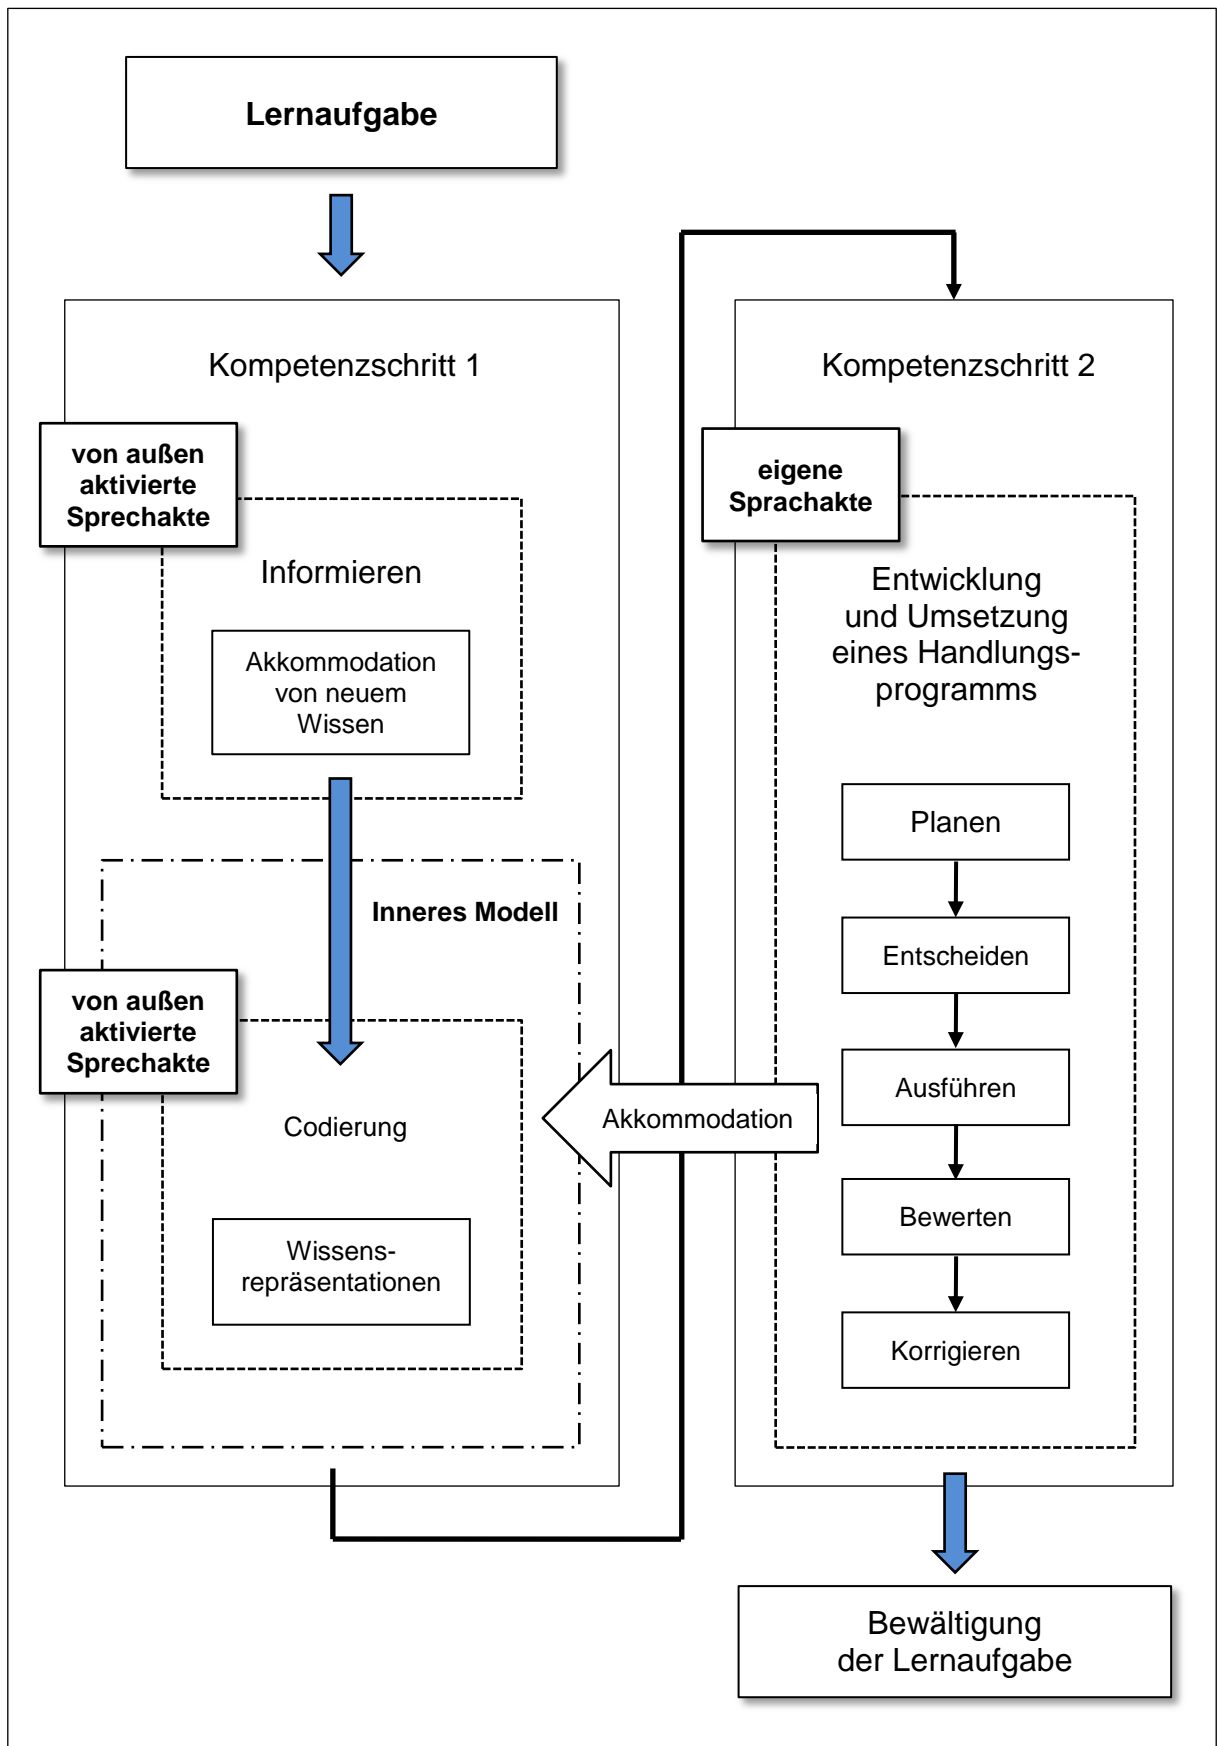 Lernaufgabe
Kompetenzschritt 1
von außen
aktivierte
Sprechakte
Informieren
Akkommodation
von neuem
Wissen
Inneres Modell
von außen
aktivierte
Sprechakte
Codierung
Wissens-
repräsentationen
Akkommodation
Kompetenzschritt 2
eigene
Sprachakte
Entwicklung
und Umsetzung
eines Handlungs-
programms
Planen
Entscheiden
Ausführen
Bewerten
Korrigieren
Bewältigung
der Lernaufgabe